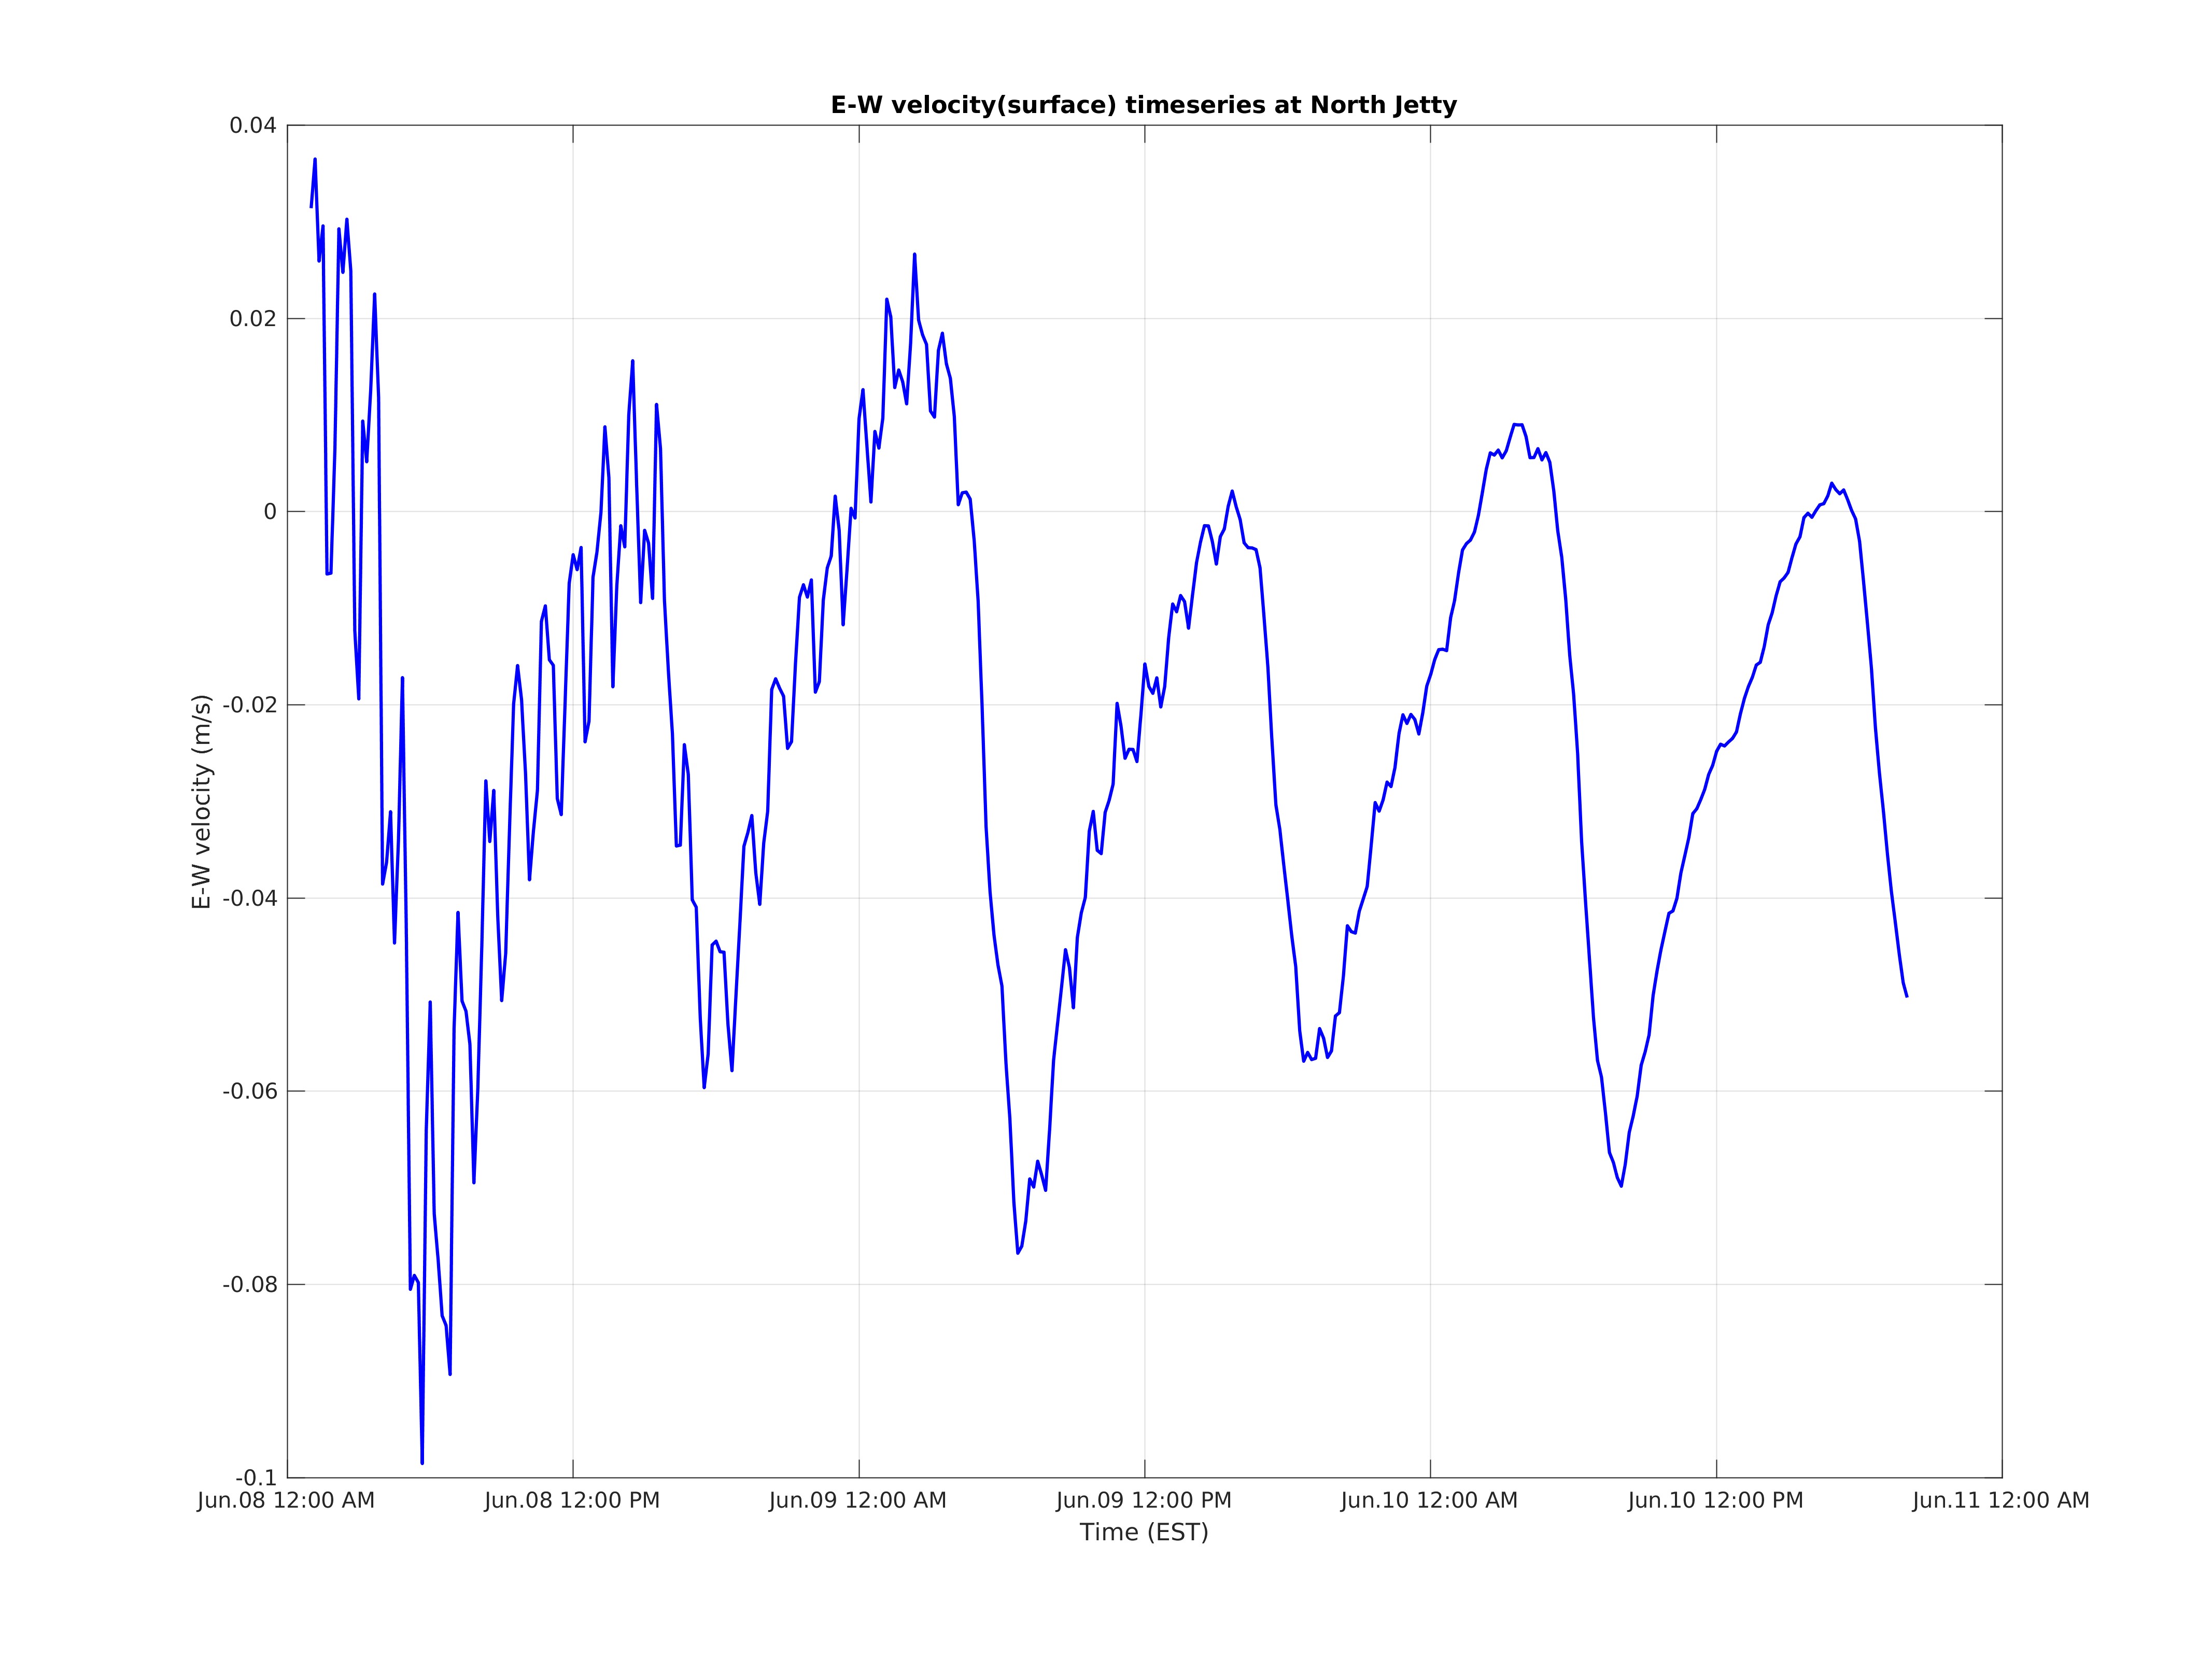 E-W velocity(surface) timeseries at North Jetty
0.04
0.02
0
-0.02
-0.04
-0.06
-0.08
-0.1
E-W velocity (m/s)
Jun.08 12:00 AM Jun.08 12:00 PM Jun.09 12:00 AM Jun.09 12:00 PM Jun.10 12:00 AM Jun.10 12:00 PM Jun.11 12:00 AM
Time (EST)